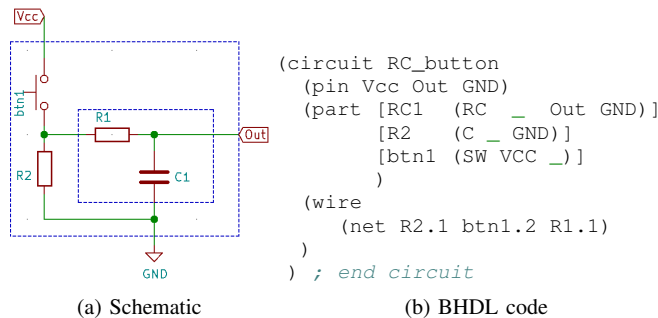 Vcc
btn1
R1
Out
R2
C1
GND
(a) Schematic
(circuit RC_button
(pin Vcc Out GND)
(part [RC1 (RC _ Out GND)]
[R2 (C _ GND)]
[btn1 (SW VCC _)]
)
(wire
(net R2.1 btn1.2 R1.1)
)
) ; end circuit
(b) BHDL code